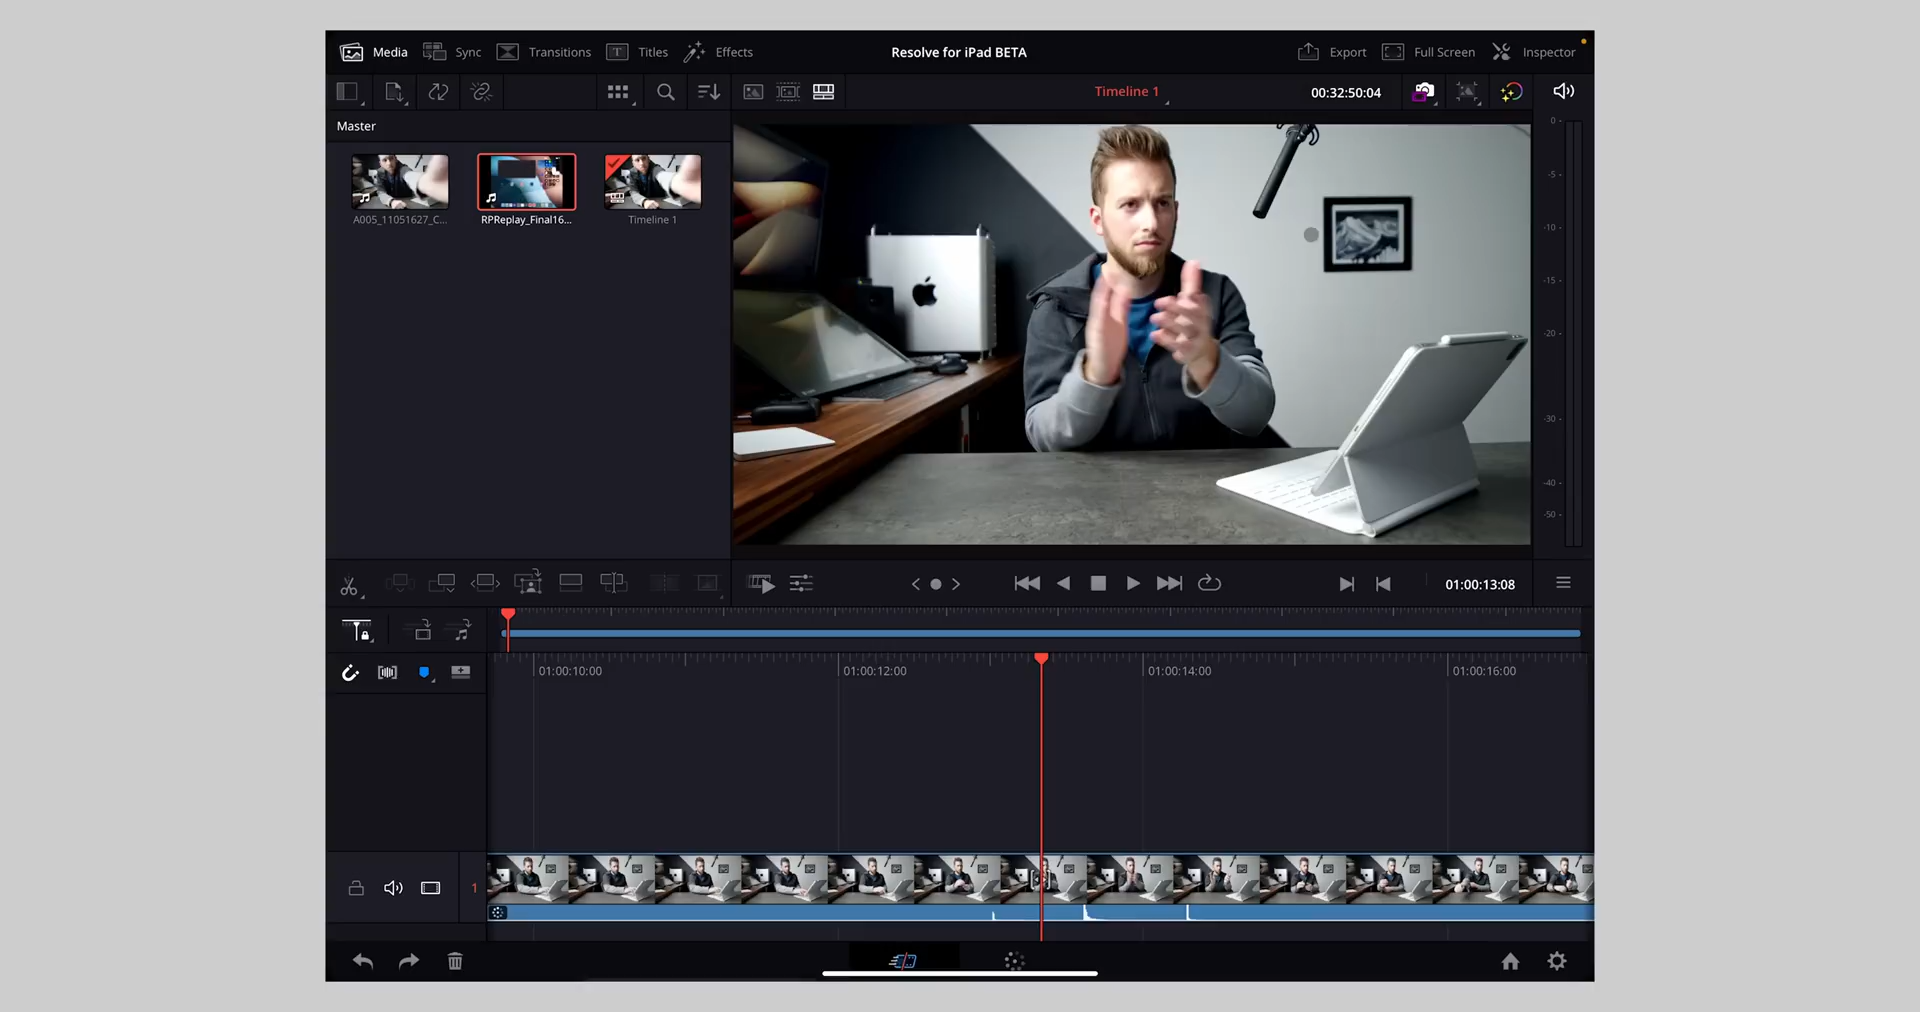 Media Sync Transitions Titles Effects Resolve for iPad BETA Export Full Screen Inspector
Timeline 1 00:32:50:04
Master
A005_11051627_C... RPReplay_Final16... Timeline 1
0
-5
-10
-15
-20
-30
-40
-50
01:00:13:08
01:00:10:00 01:00:12:00 01:00:14:00 01:00:16:00
1